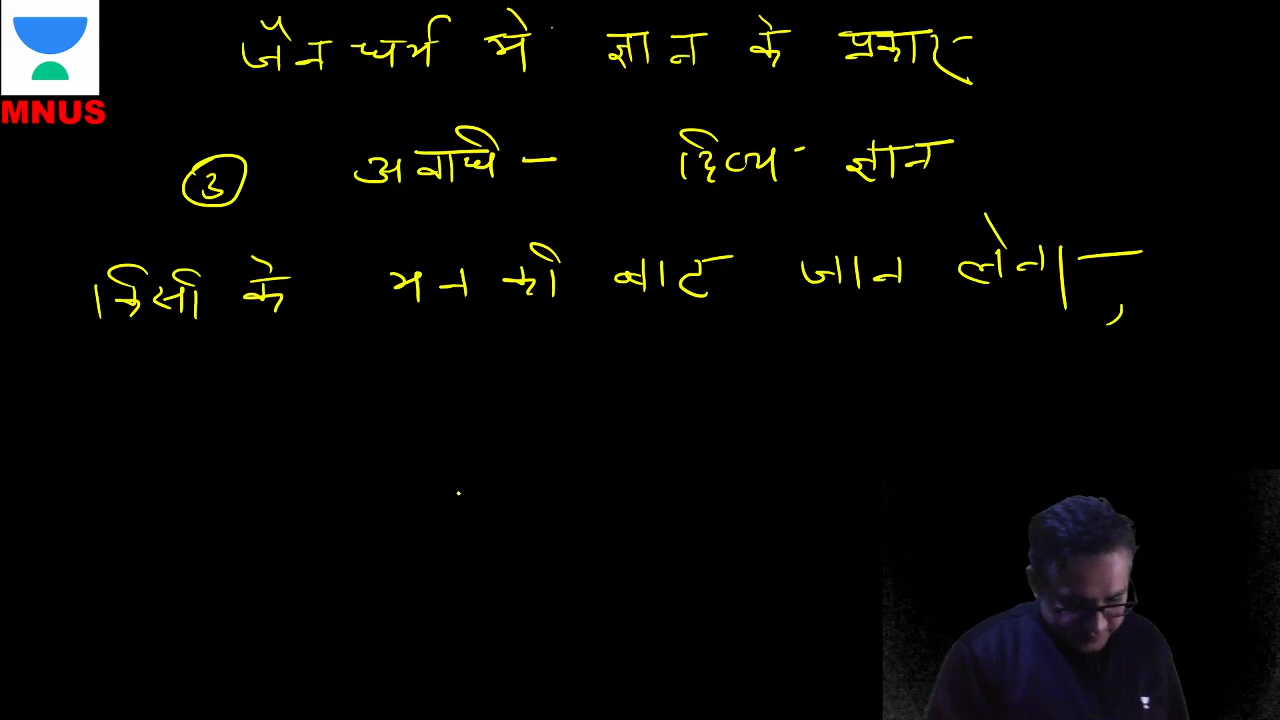 MNUS
जैन धर्म में ज्ञान के प्रकार
③ अवधि - दिव्य ज्ञान
किसी के मन की बात जान लेना,